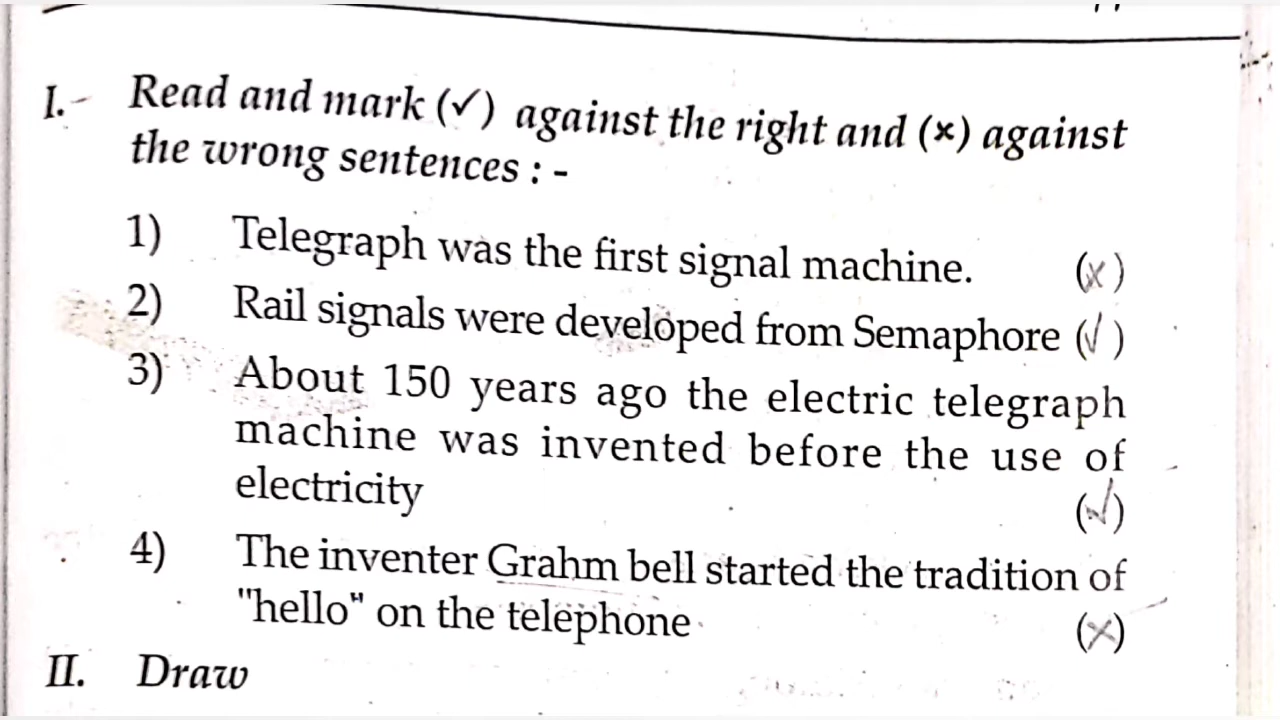 I.- Read and mark (✓) against the right and (×) against
the wrong sentences : -
1) Telegraph was the first signal machine. (×)
2) Rail signals were developed from Semaphore (✓)
3) About 150 years ago the electric telegraph
machine was invented before the use of
electricity (✓)
4) The inventer Grahm bell started the tradition of
"hello" on the telephone (×)
II. Draw